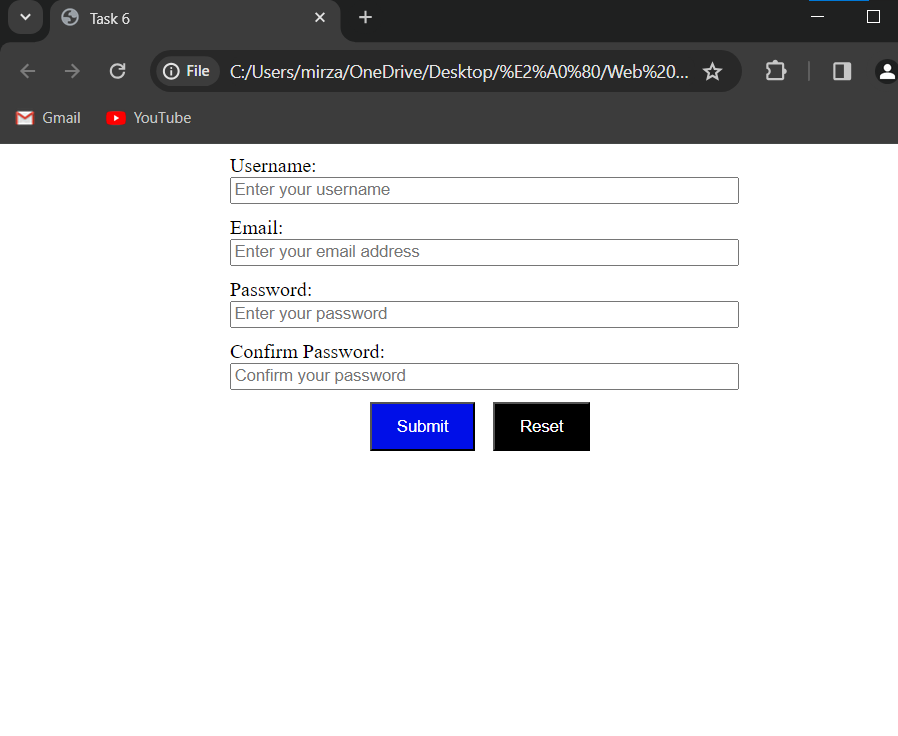 Task 6
File C:/Users/mirza/OneDrive/Desktop/%E2%A0%80/Web%20...
Gmail YouTube
Username:
Enter your username
Email:
Enter your email address
Password:
Enter your password
Confirm Password:
Confirm your password
Submit Reset